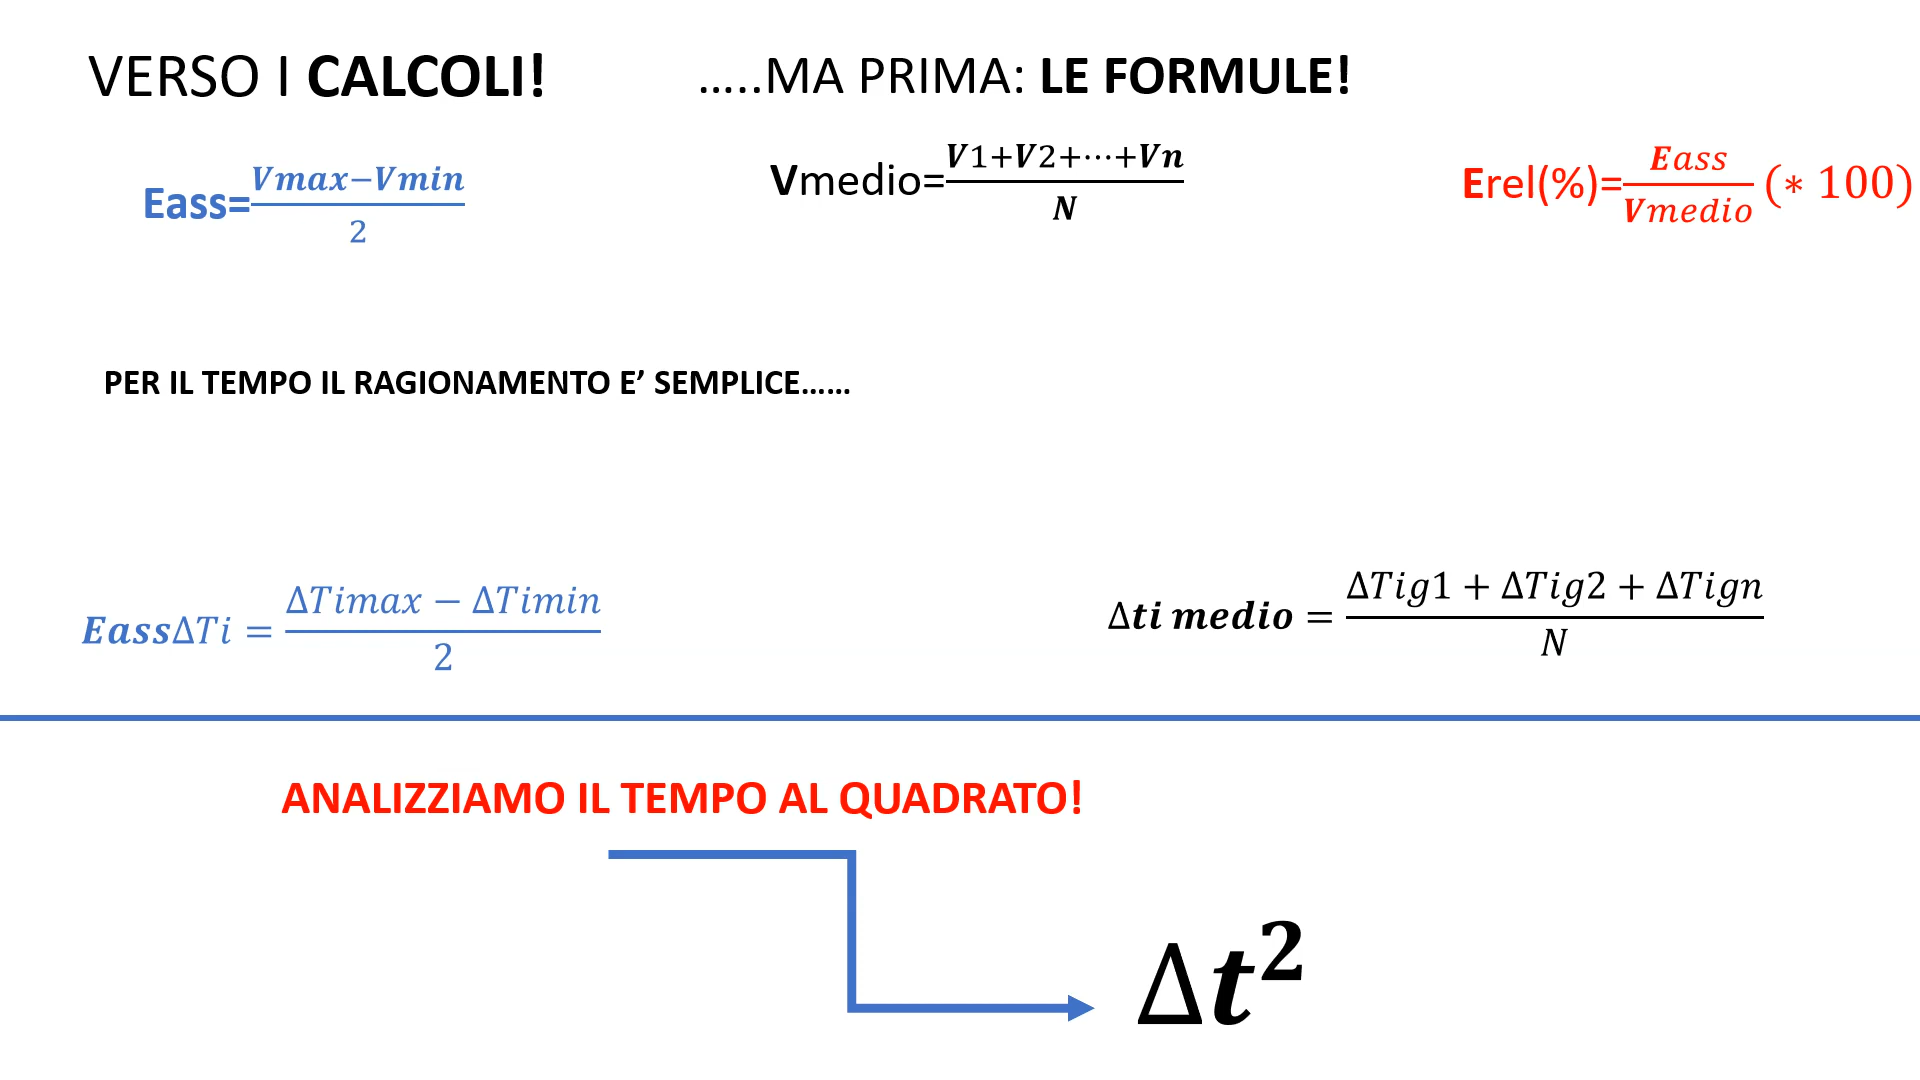 VERSO I CALCOLI! …..MA PRIMA: LE FORMULE!
Eass=Vmax−Vmin/2
Vmedio=V1+V2+⋯+Vn/N
Erel(%)=Eass/Vmedio (∗ 100)
PER IL TEMPO IL RAGIONAMENTO E’ SEMPLICE……
EassΔTi = ΔTimax − ΔTimin/2
Δti medio = ΔTig1 + ΔTig2 + ΔTign/N
ANALIZZIAMO IL TEMPO AL QUADRATO!
Δt²